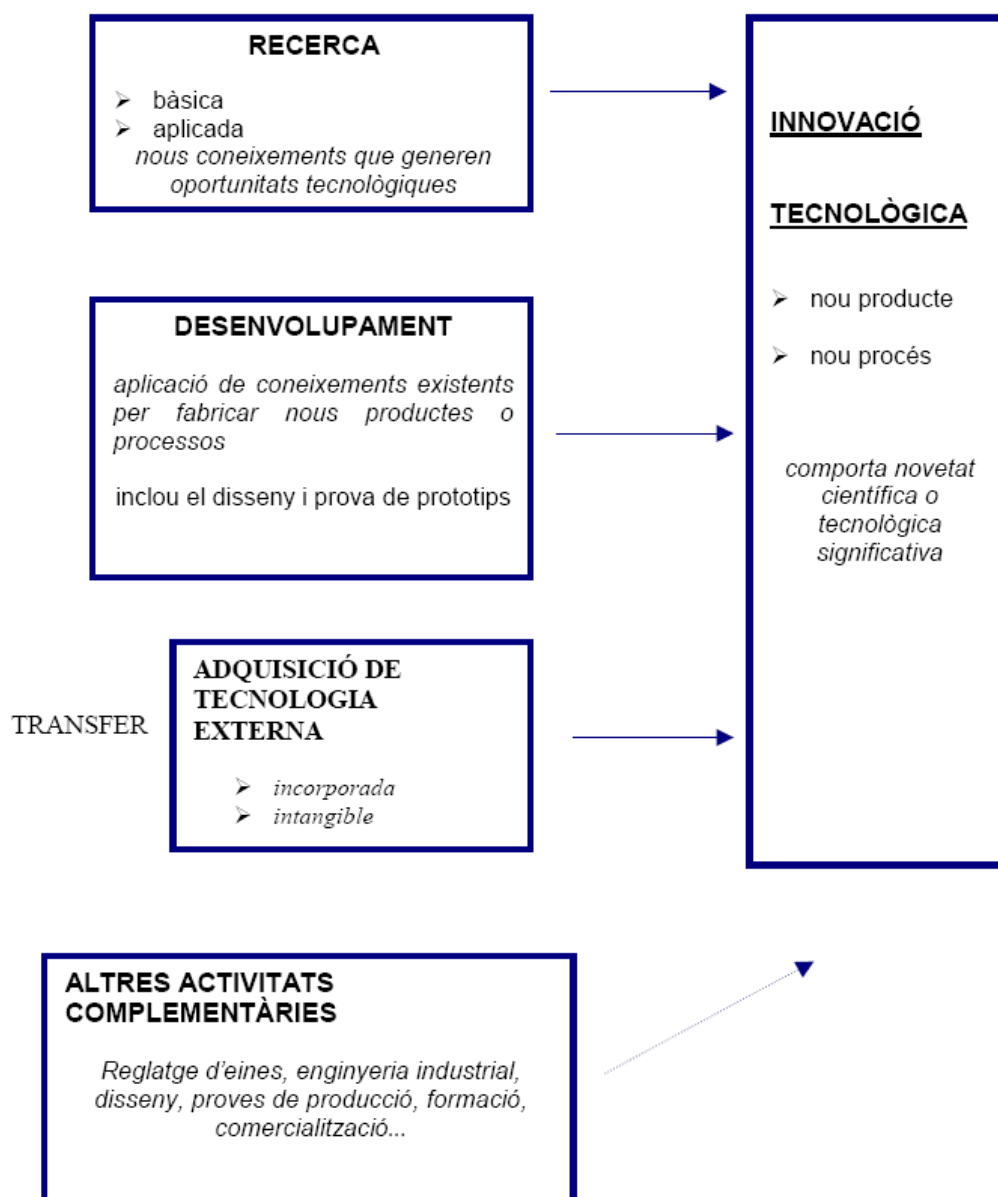 RECERCA
➢ bàsica
➢ aplicada
nous coneixements que generen
oportunitats tecnològiques
DESENVOLUPAMENT
aplicació de coneixements existents
per fabricar nous productes o
processos
inclou el disseny i prova de prototips
TRANSFER
ADQUISICIÓ DE
TECNOLOGIA
EXTERNA
➢ incorporada
➢ intangible
ALTRES ACTIVITATS
COMPLEMENTÀRIES
Reglatge d'eines, enginyeria industrial,
disseny, proves de producció, formació,
comercialització...
INNOVACIÓ
TECNOLÒGICA
➢ nou producte
➢ nou procés
comporta novetat
científica o
tecnològica
significativa